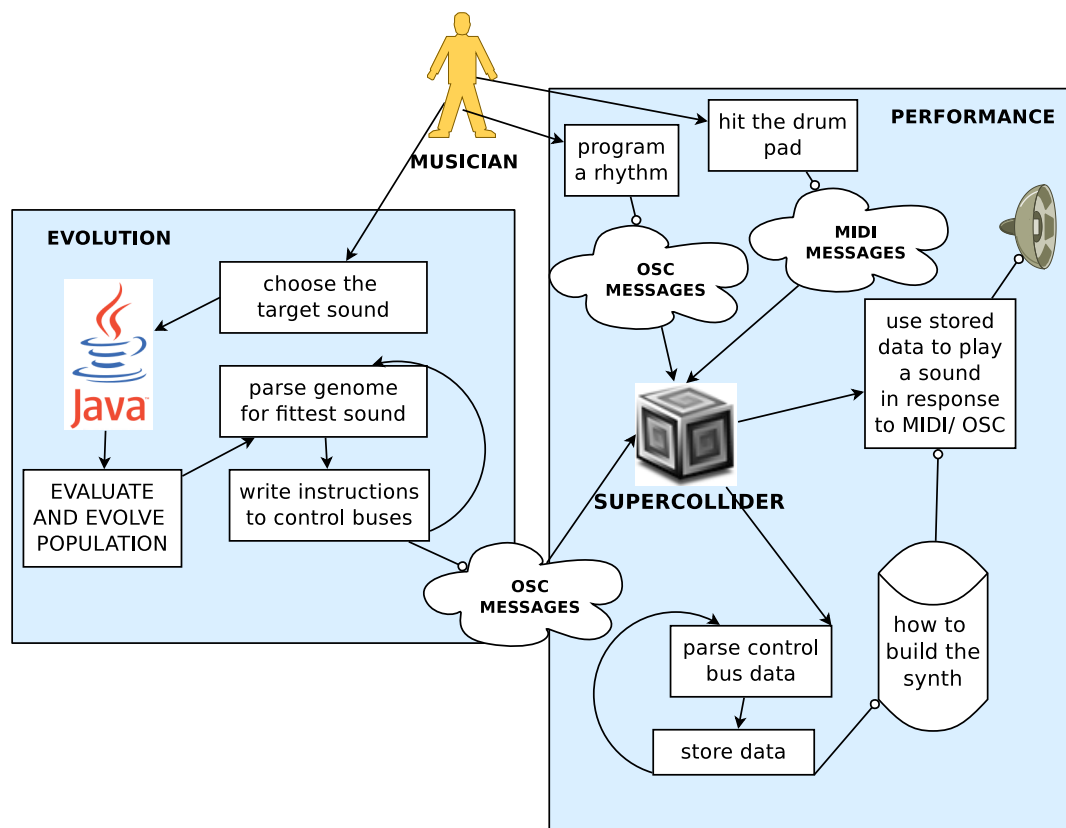 MUSICIAN
PERFORMANCE
hit the drum
pad
program
a rhythm
MIDI
MESSAGES
OSC
MESSAGES
EVOLUTION
choose the
target sound
Java™
parse genome
for fittest sound
EVALUATE
AND EVOLVE
POPULATION
write instructions
to control buses
OSC
MESSAGES
SUPERCOLLIDER
use stored
data to play
a sound
in response
to MIDI/ OSC
how to
build the
synth
parse control
bus data
store data